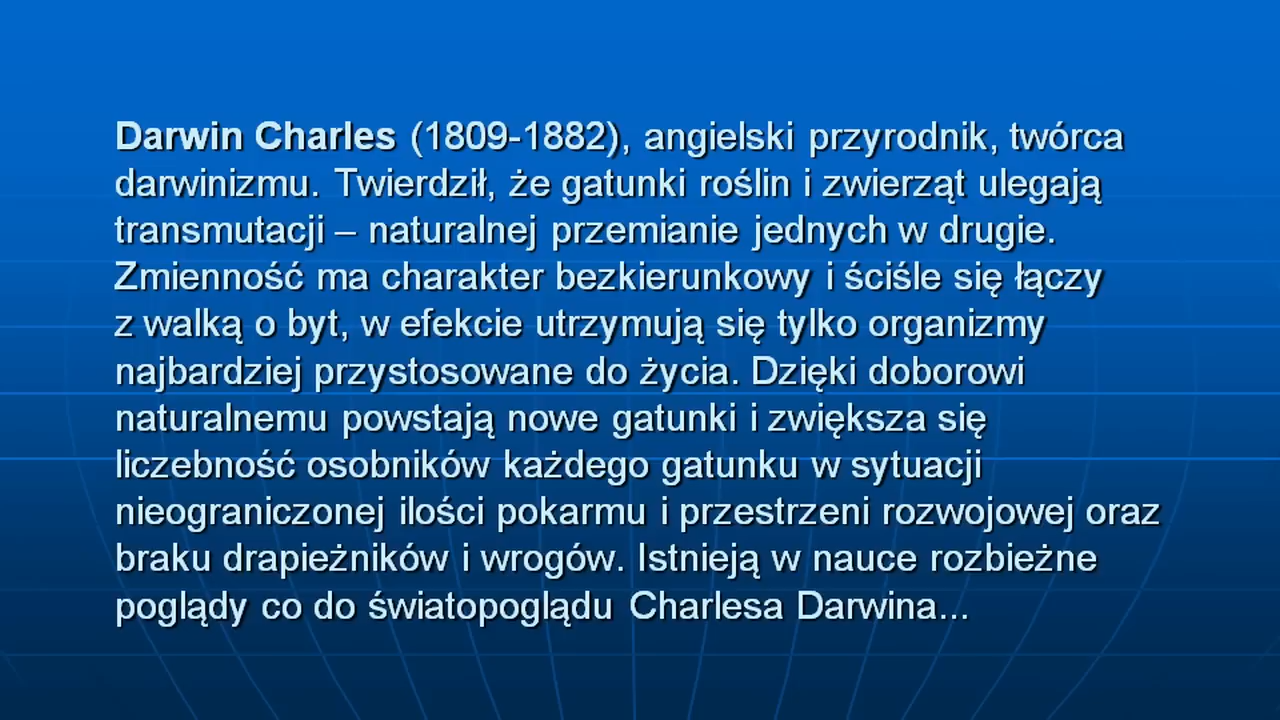 Darwin Charles (1809-1882), angielski przyrodnik, twórca
darwinizmu. Twierdził, że gatunki roślin i zwierząt ulegają
transmutacji – naturalnej przemianie jednych w drugie.
Zmienność ma charakter bezkierunkowy i ściśle się łączy
z walką o byt, w efekcie utrzymują się tylko organizmy
najbardziej przystosowane do życia. Dzięki doborowi
naturalnemu powstają nowe gatunki i zwiększa się
liczebność osobników każdego gatunku w sytuacji
nieograniczonej ilości pokarmu i przestrzeni rozwojowej oraz
braku drapieżników i wrogów. Istnieją w nauce rozbieżne
poglądy co do światopoglądu Charlesa Darwina...